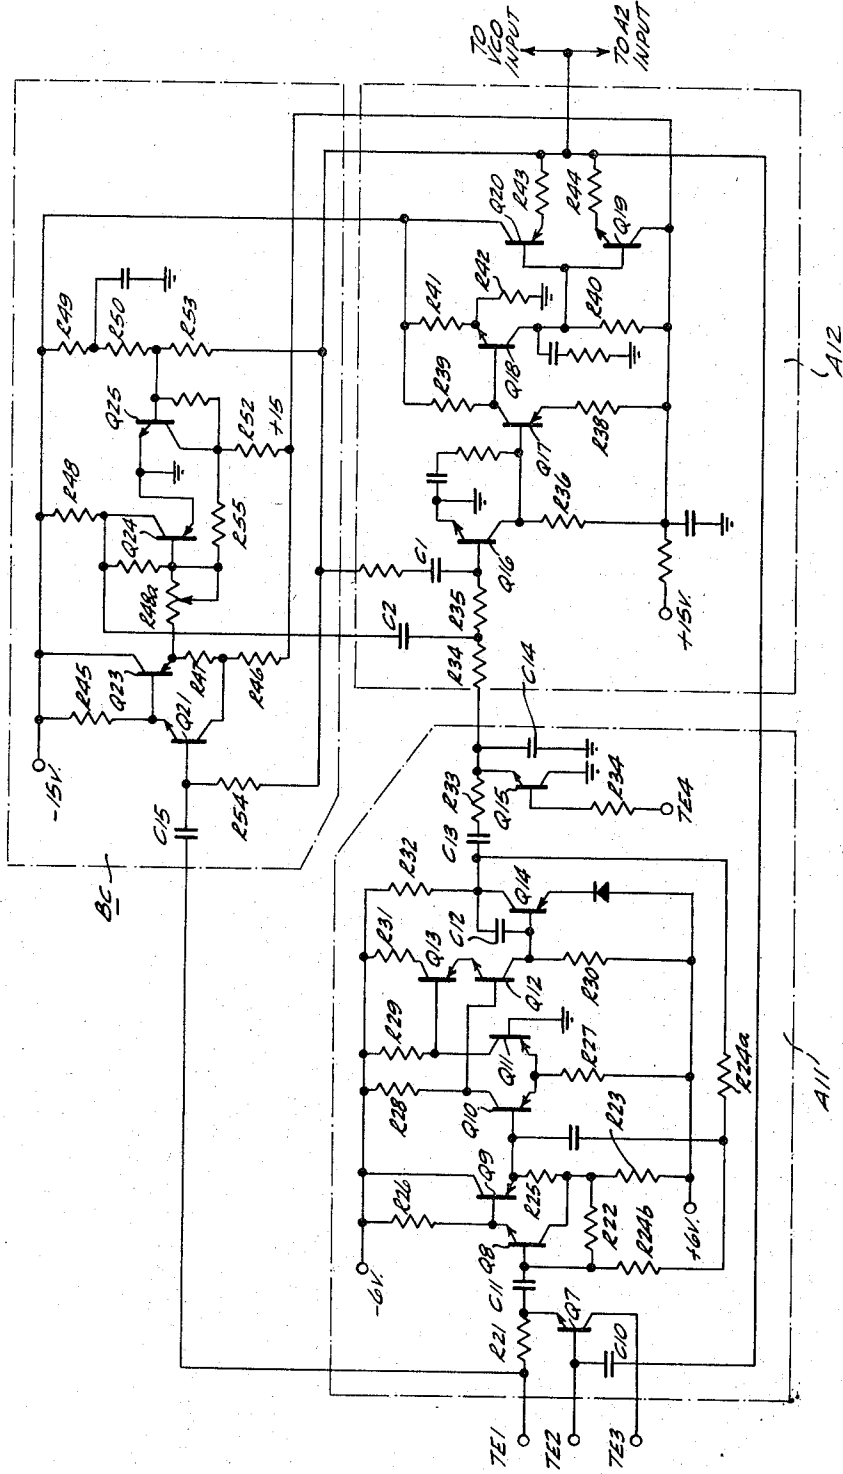 TO
VCO
INPUT
TO A2
INPUT
R49
R50
R53
Q25
R52
+15
R48
Q24
R55
R48a
R45
Q23
Q21
R47
R46
-15V.
C15
R54
BC
R41
R42
Q20
R43
R44
Q19
R39
Q18
R40
Q17
R38
C1
Q16
R36
C2
R35
R34
+15V.
A12
C14
R33
Q15
R34
TE4
C13
R32
Q14
C12
R31
Q13
Q12
R30
R29
Q11
R27
R28
Q10
R24a
R23
Q9
R26
R25
Q8
R22
R24b
+6V.
-6V.
C11
Q7
R21
C10
A11
TE1
TE2
TE3